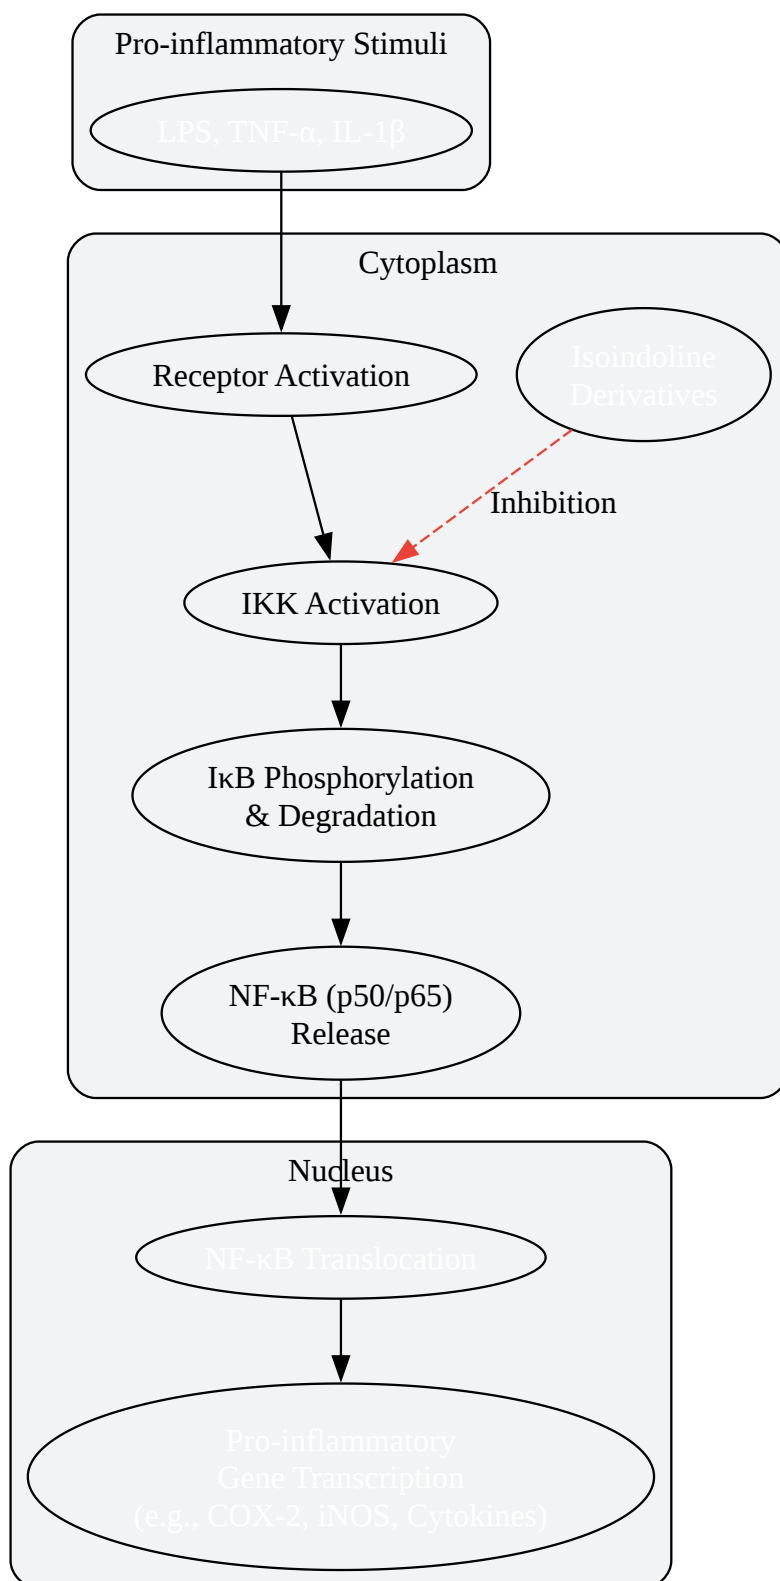 Pro-inflammatory Stimuli
LPS, TNF-α, IL-1β
Cytoplasm
Receptor Activation
Isoindoline
Derivatives
Inhibition
IKK Activation
IκB Phosphorylation
& Degradation
NF-κB (p50/p65)
Release
Nucleus
NF-κB Translocation
Pro-inflammatory
Gene Transcription
(e.g., COX-2, iNOS, Cytokines)